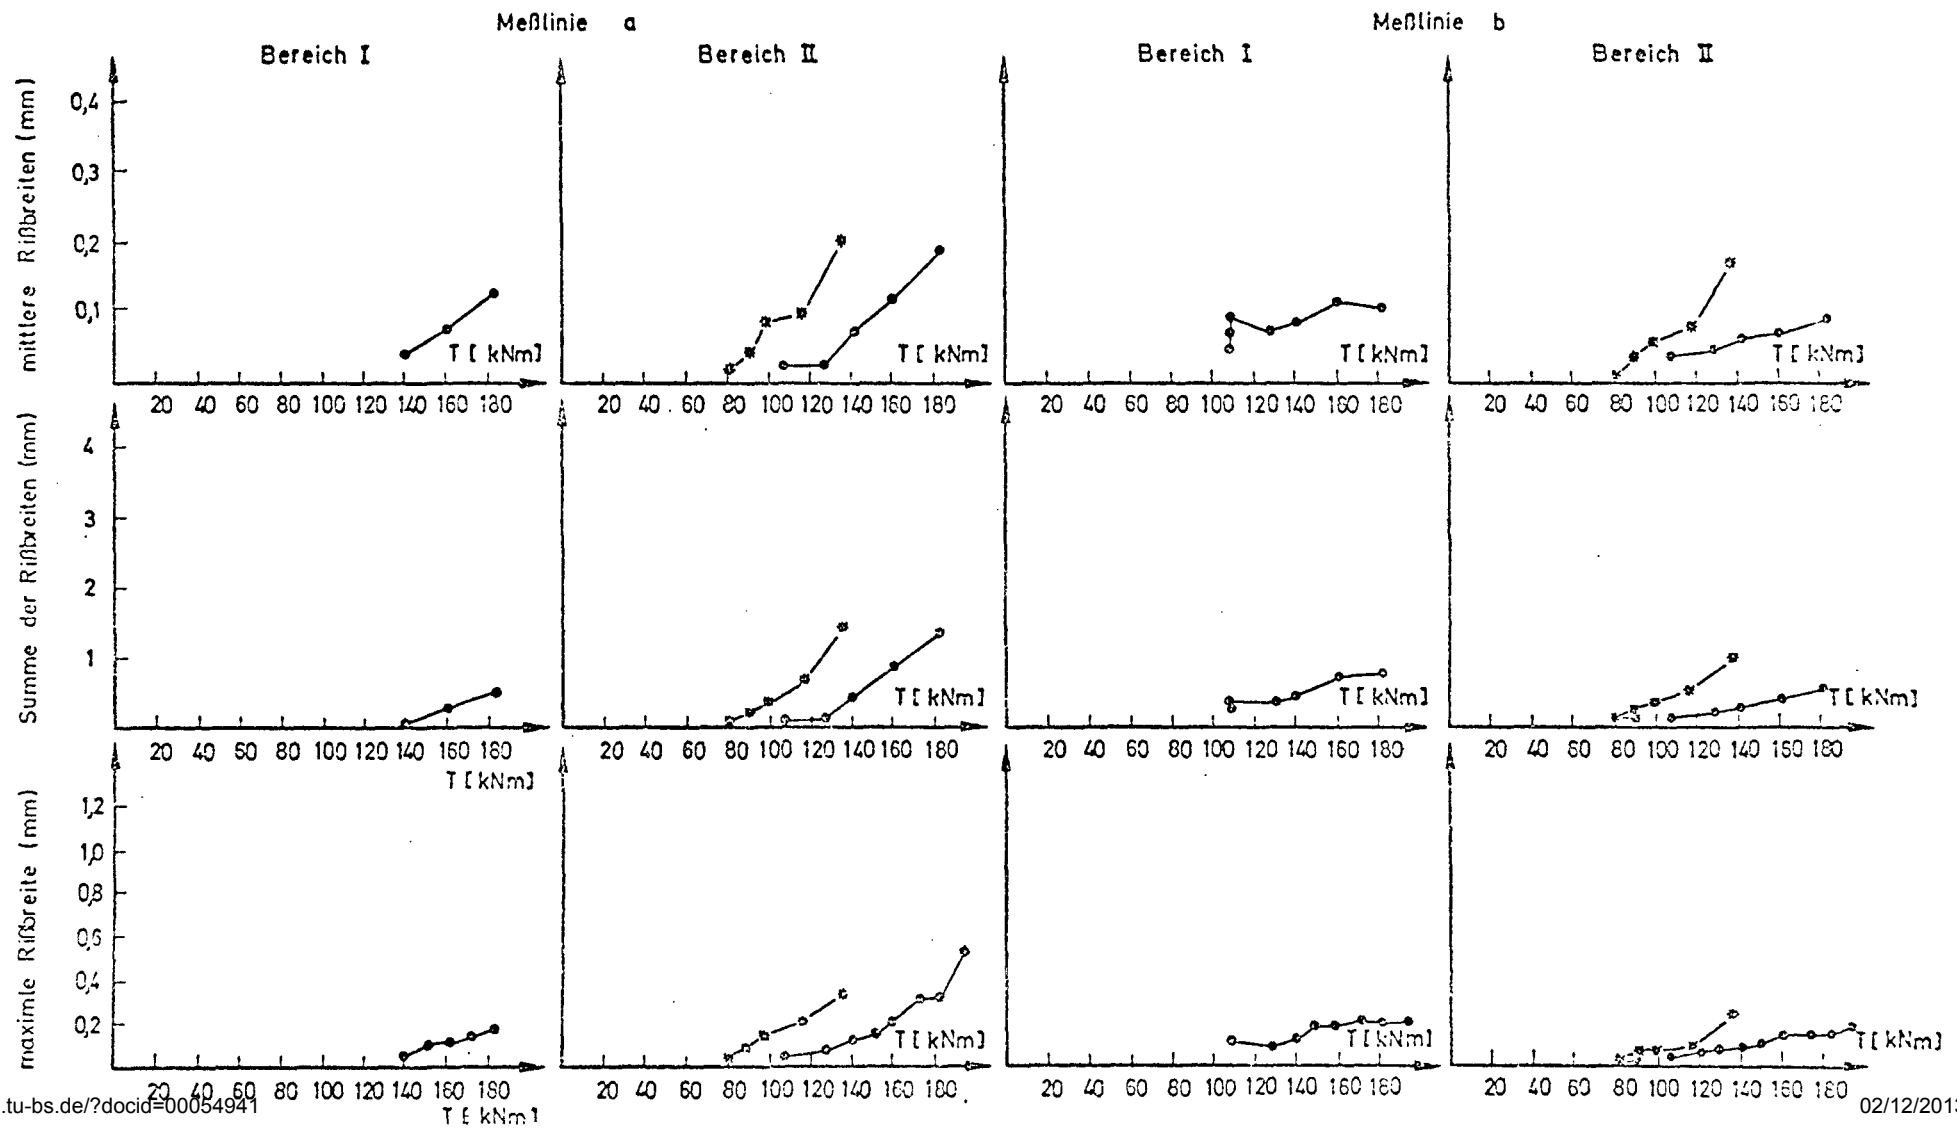 Meßlinie a
Meßlinie b
Bereich I
Bereich II
Bereich I
Bereich II
mittlere Rißbreiten (mm)
0,4
0,3
0,2
0,1
T [ kNm]
T [ kNm]
T [ kNm]
T [ kNm]
20 40 60 80 100 120 140 160 180
20 40 60 80 100 120 140 160 180
20 40 60 80 100 120 140 160 180
20 40 60 80 100 120 140 160 180
Summe der Rißbreiten (mm)
4
3
2
1
T [ kNm]
T [ kNm]
T [ kNm]
20 40 60 80 100 120 140 160 180
20 40 60 80 100 120 140 160 180
20 40 60 80 100 120 140 160 180
20 40 60 80 100 120 140 160 180
T [ kNm]
maximle Rißbreite (mm)
1,2
1,0
0,8
0,6
0,4
0,2
T [ kNm]
T [ kNm]
T [ kNm]
20 40 60 80 100 120 140 160 180
20 40 60 80 100 120 140 160 180
20 40 60 80 100 120 140 160 180
20 40 60 80 100 120 140 160 180
T [ kNm]
.tu-bs.de/?docid=00054941
02/12/201